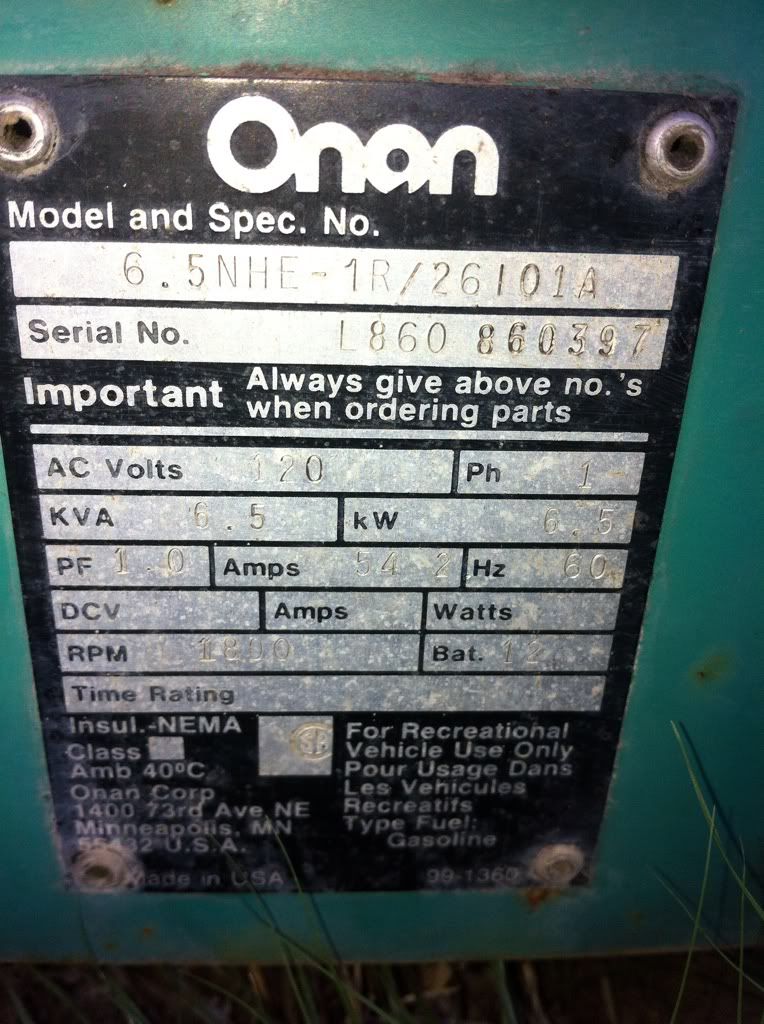 Onan
Model and Spec. No.
6.5NHE-1R/26101A
Serial No. L860 860397
Important Always give above no.'s
when ordering parts
AC Volts 120 Ph 1-
KVA 6.5 kW 6.5
PF 1.0 Amps 54 2 Hz 60
DCV Amps Watts
RPM 1800 Bat. 12
Time Rating
Insul.-NEMA
Class
Amb 40ºC
Onan Corp
1400 73rd Ave NE
Minneapolis, MN
55432 U.S.A.
Made in USA
For Recreational
Vehicle Use Only
Pour Usage Dans
Les Vehicules
Recreatifs
Type Fuel:
Gasoline
99-1360